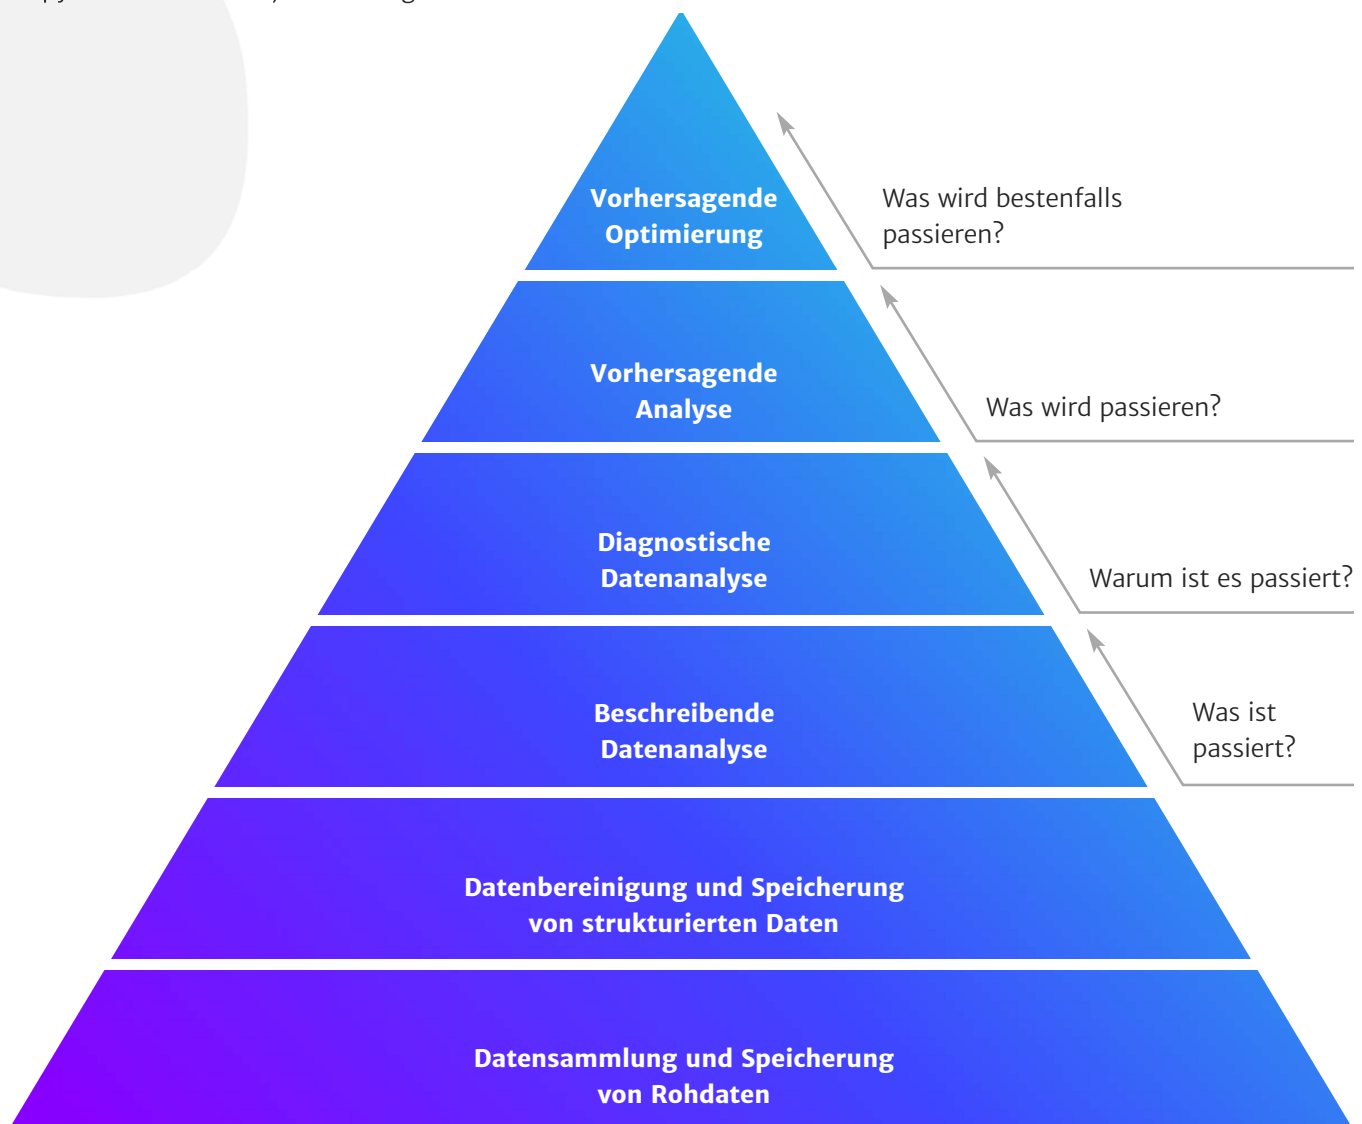 Vorhersagende
Optimierung
Was wird bestenfalls
passieren?
Vorhersagende
Analyse
Was wird passieren?
Diagnostische
Datenanalyse
Warum ist es passiert?
Beschreibende
Datenanalyse
Was ist
passiert?
Datenbereinigung und Speicherung
von strukturierten Daten
Datensammlung und Speicherung
von Rohdaten